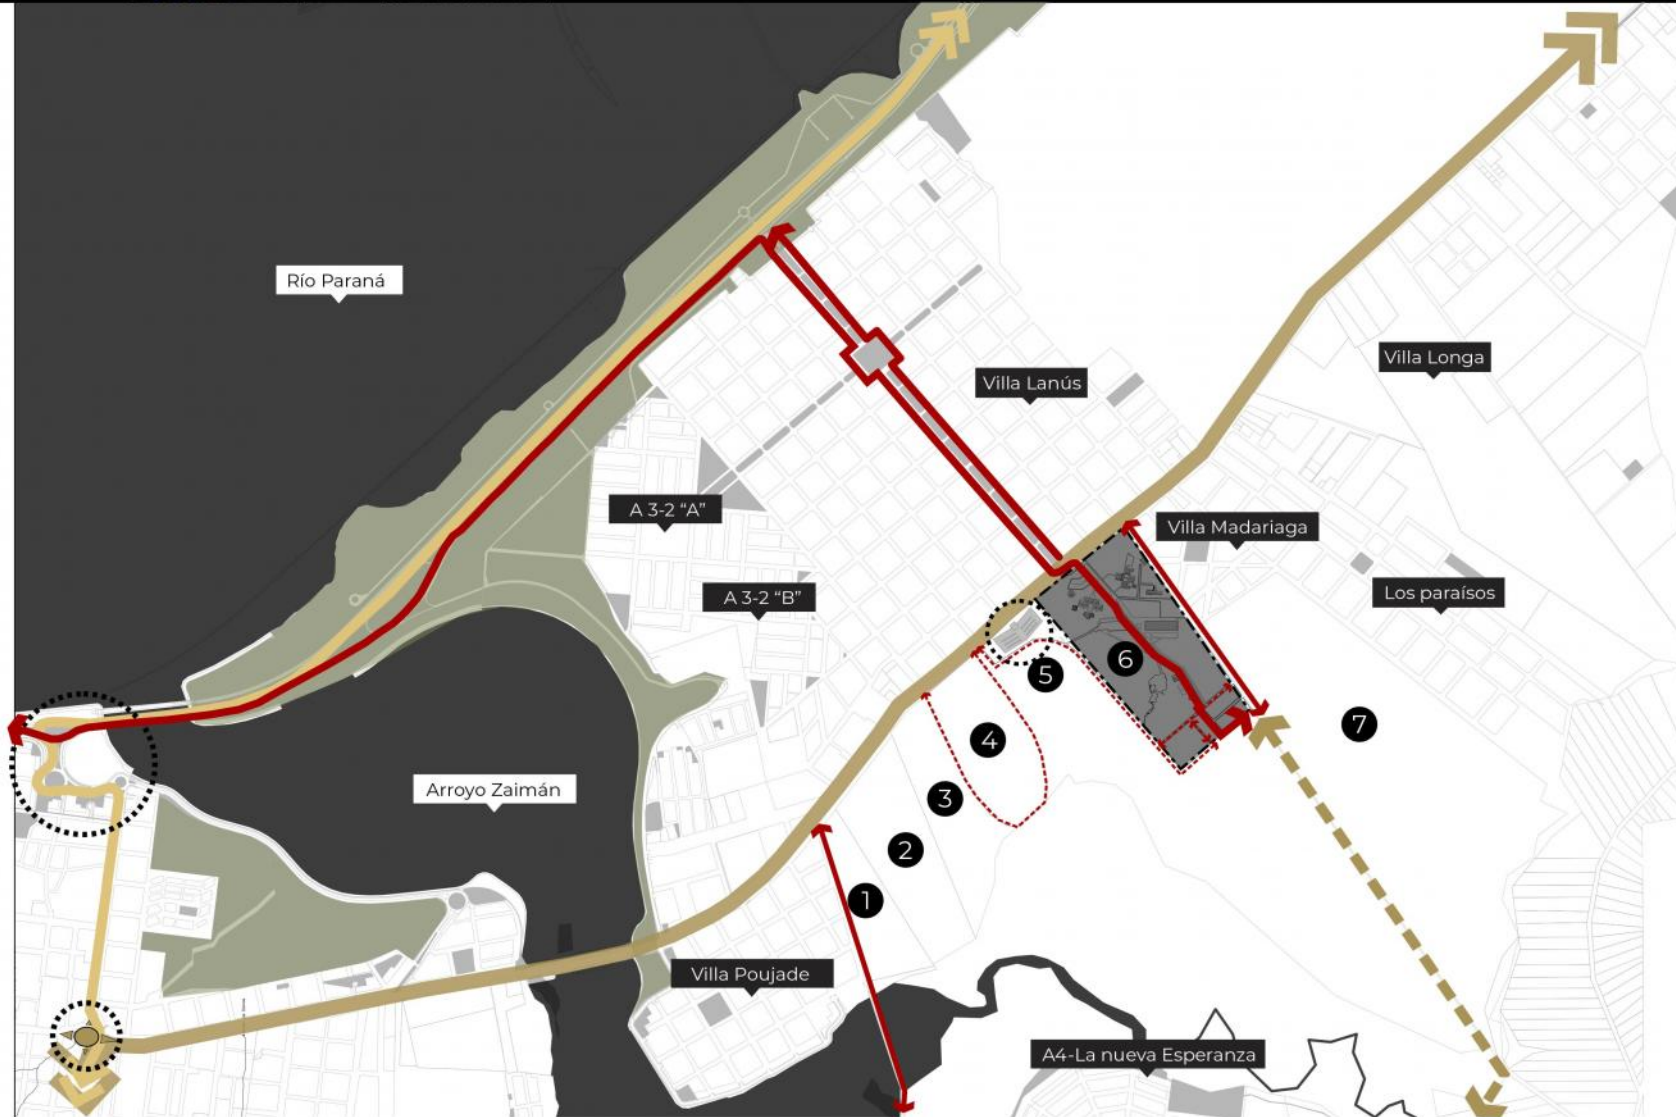 Río Paraná
Villa Longa
Villa Lanús
A 3-2 “A”
Villa Madariaga
A 3-2 “B”
Los paraísos
6
5
7
4
Arroyo Zaimán
3
2
1
Villa Poujade
A4-La nueva Esperanza